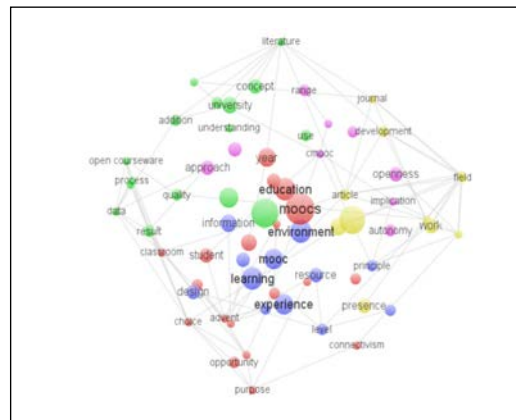 literature
concept
range
journal
university
addition
understanding
use
development
year
cmooc
open courseware
process
approach
openness
field
education
quality
article
implication
data
moocs
information
environment
autonomy
work
result
classroom
student
mooc
principle
learning
resource
design
experience
presence
choice
advent
level
connectivism
opportunity
purpose